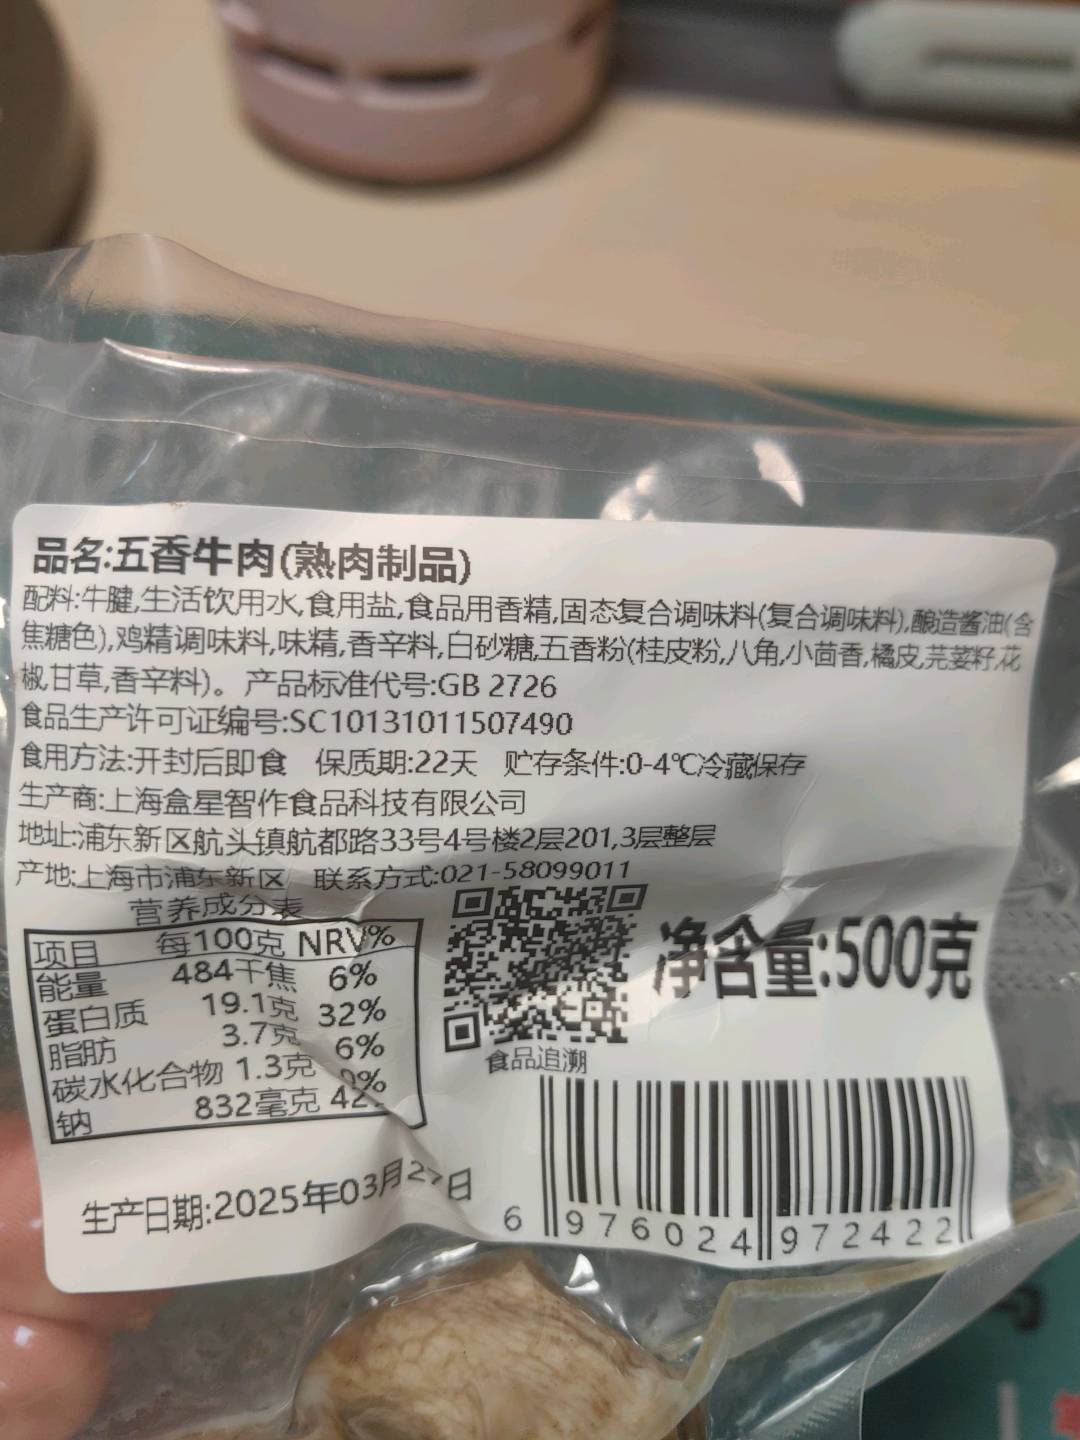 品名:五香牛肉(熟肉制品)
配料:牛腱,生活饮用水,食用盐,食品用香精,固态复合调味料(复合调味料),酿造酱油(含
焦糖色),鸡精调味料,味精,香辛料,白砂糖,五香粉(桂皮粉,八角,小茴香,橘皮,芫荽籽,花
椒,甘草,香辛料)。产品标准代号:GB 2726
食品生产许可证编号:SC10131011507490
食用方法:开封后即食 保质期:22天 贮存条件:0-4℃冷藏保存
生产商:上海盒星智作食品科技有限公司
地址:浦东新区航头镇航都路33号4号楼2层201,3层整层
产地:上海市浦东新区 联系方式:021-58099011
营养成分表
项目 每100克 NRV%
能量 484千焦 6%
蛋白质 19.1克 32%
脂肪 3.7克 6%
碳水化合物 1.3克 0%
钠 832毫克 42%
食品追溯
净含量:500克
生产日期:2025年03月27日
6 976024 972422